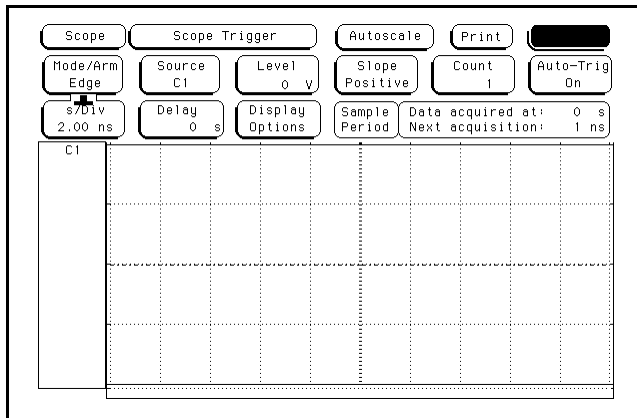 Scope Scope Trigger Autoscale Print
Mode/Arm Source Level Slope Count Auto-Trig
Edge C1 0 V Positive 1 On
s/Div Delay Display Sample Data acquired at: 0 s
2.00 ns 0 s Options Period Next acquisition: 1 ns
C1